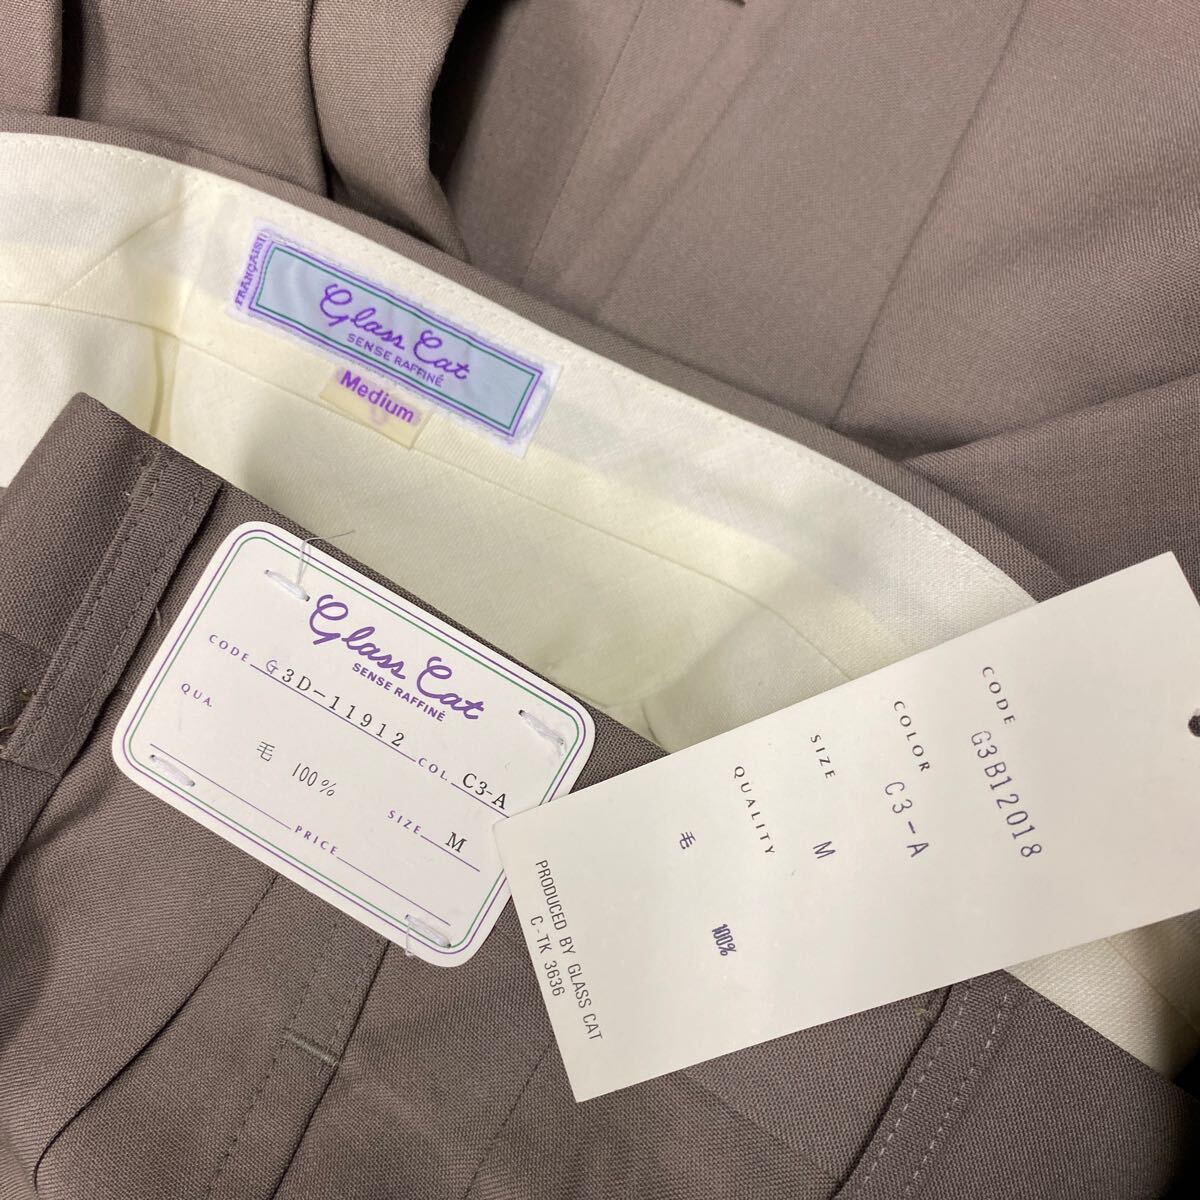 FRANÇAIS
Glass Cat
SENSE RAFFINÉ
Medium
Glass Cat
SENSE RAFFINÉ
CODE G3D-11912 COL. C3-A
QUA. 毛 100% SIZE M
PRICE
CODE G3B12018
COLOR C3-A
SIZE M
QUALITY 毛 100%
PRODUCED BY GLASS CAT
C-TK 3636